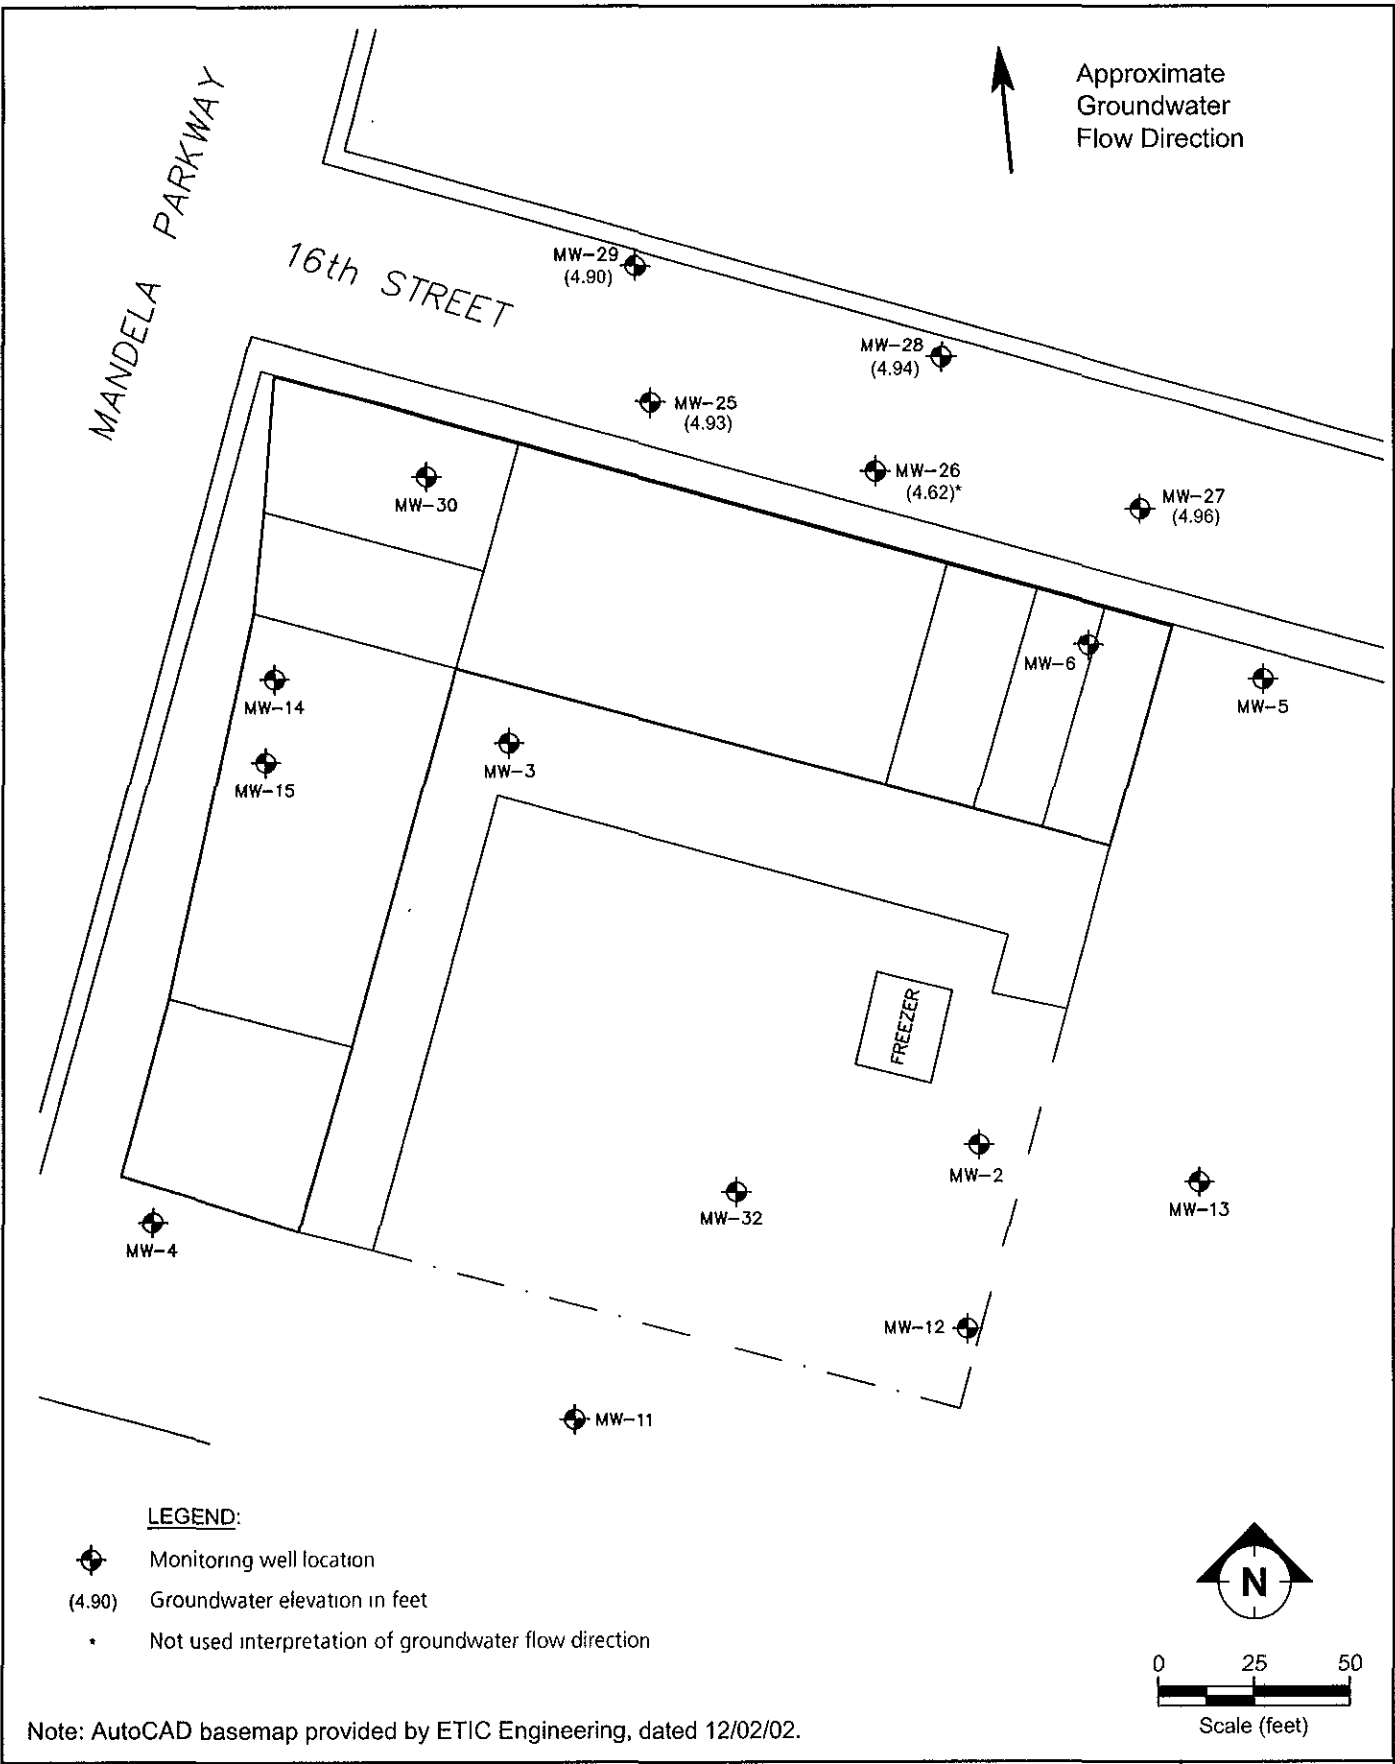 Approximate
Groundwater
Flow Direction
MANDELA PARKWAY
16th STREET
MW-29
(4.90)
MW-28
(4.94)
MW-25
(4.93)
MW-26
(4.62)*
MW-27
(4.96)
MW-30
MW-6
MW-5
MW-14
MW-3
MW-15
FREEZER
MW-2
MW-13
MW-32
MW-4
MW-12
MW-11
LEGEND:
Monitoring well location
(4.90) Groundwater elevation in feet
* Not used interpretation of groundwater flow direction
N
0 25 50
Scale (feet)
Note: AutoCAD basemap provided by ETIC Engineering, dated 12/02/02.